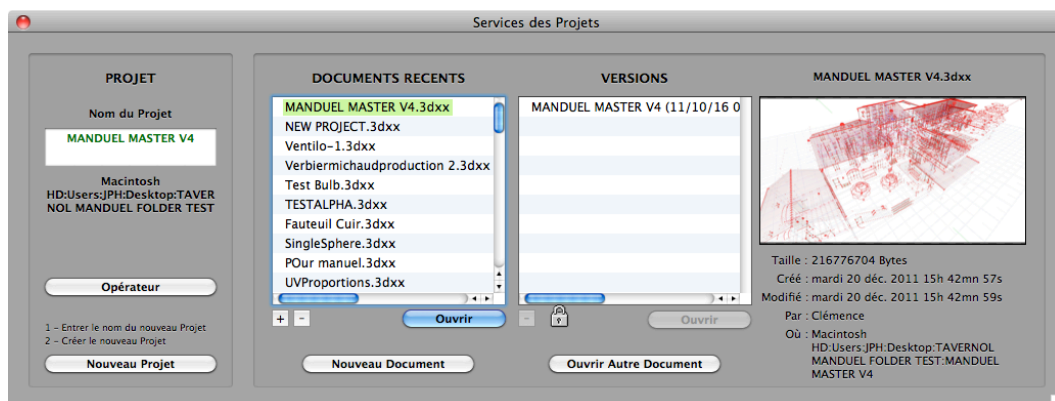 Services des Projets
PROJET
Nom du Projet
MANDUEL MASTER V4
Macintosh
HD:Users:JPH:Desktop:TAVER
NOL MANDUEL FOLDER TEST
Opérateur
1 - Entrer le nom du nouveau Projet
2 - Créer le nouveau Projet
Nouveau Projet
DOCUMENTS RECENTS
MANDUEL MASTER V4.3dxx
NEW PROJECT.3dxx
Ventilo-1.3dxx
Verbiermichaudproduction 2.3dxx
Test Bulb.3dxx
TESTALPHA.3dxx
Fauteuil Cuir.3dxx
SingleSphere.3dxx
POur manuel.3dxx
UVProportions.3dxx
+ -
Ouvrir
Nouveau Document
VERSIONS
MANDUEL MASTER V4 (11/10/16 0
-
Ouvrir
Ouvrir Autre Document
MANDUEL MASTER V4.3dxx
Taille : 216776704 Bytes
Créé : mardi 20 déc. 2011 15h 42mn 57s
Modifié : mardi 20 déc. 2011 15h 42mn 59s
Par : Clémence
Où : Macintosh
HD:Users:JPH:Desktop:TAVERNOL
MANDUEL FOLDER TEST:MANDUEL
MASTER V4